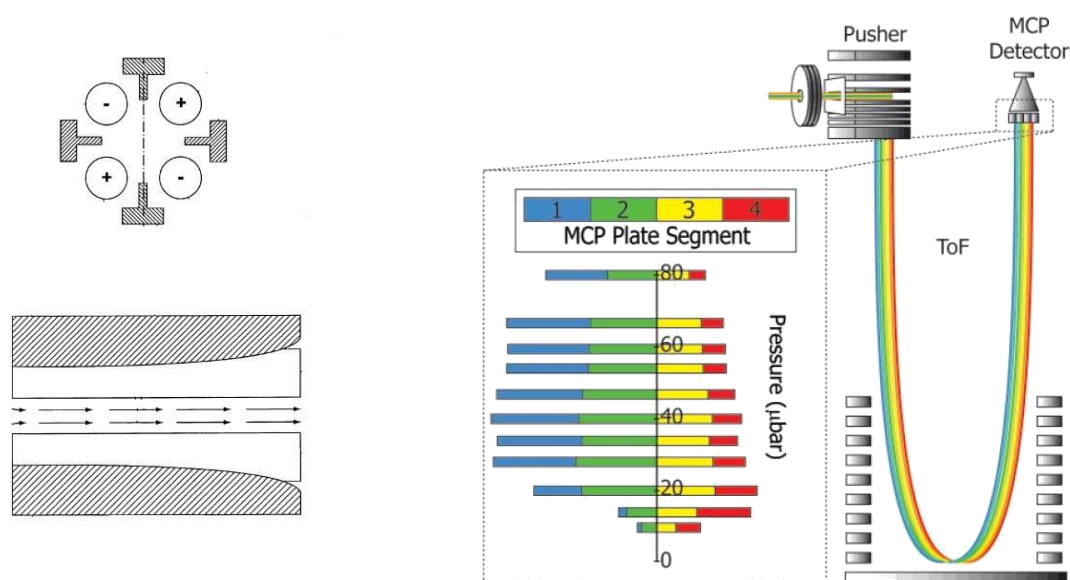 - +
+ -
Pusher
MCP
Detector
1 2 3 4
MCP Plate Segment
ToF
80
60
40
20
0
Pressure (μbar)